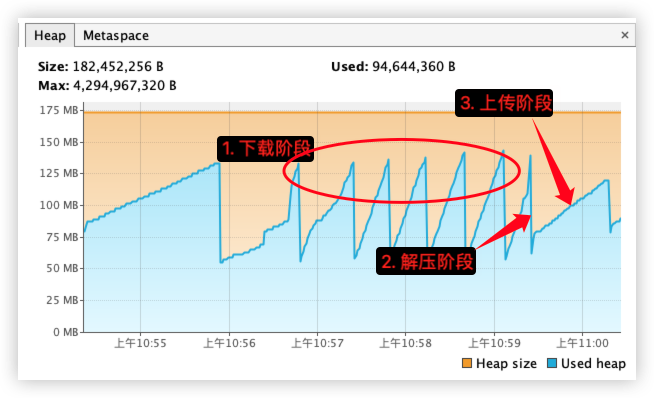 Heap Metaspace ×
Size: 182,452,256 B Used: 94,644,360 B
Max: 4,294,967,320 B
175 MB
150 MB
125 MB
100 MB
75 MB
50 MB
25 MB
0 MB
3. 上传阶段
1. 下载阶段
2. 解压阶段
上午10:55 上午10:56 上午10:57 上午10:58 上午10:59 上午11:00
Heap size Used heap